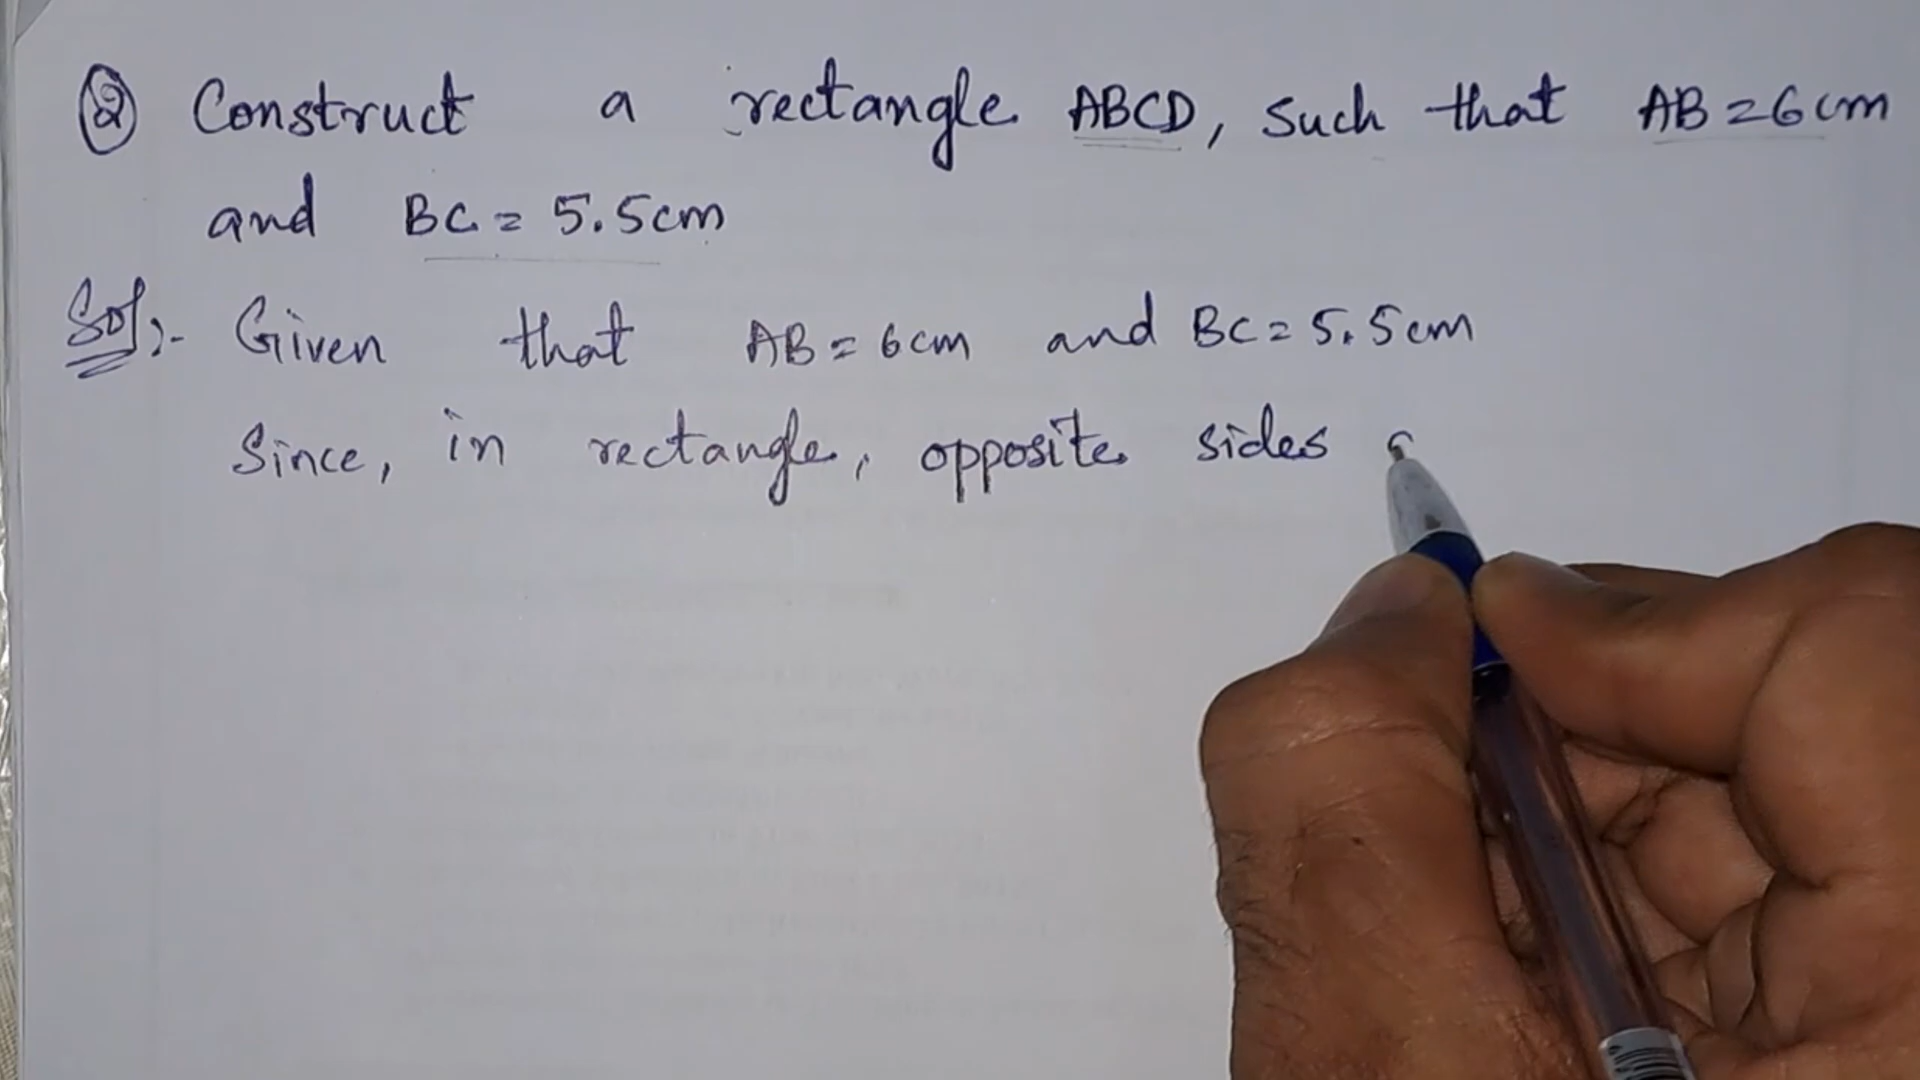 ② Construct a rectangle ABCD, such that AB = 6cm
and BC = 5.5cm
Sol:- Given that AB = 6cm and BC = 5.5cm
Since, in rectangle, opposite sides